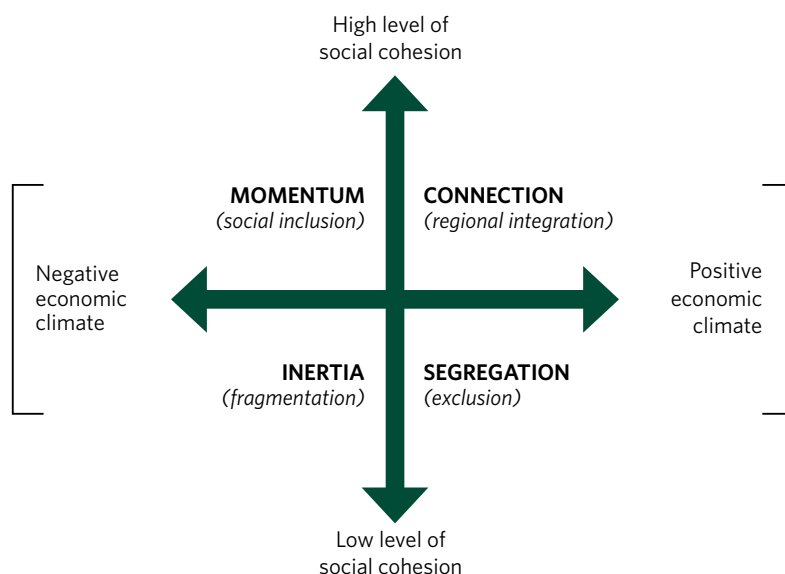 High level of
social cohesion
MOMENTUM
(social inclusion)
CONNECTION
(regional integration)
Negative
economic
climate
Positive
economic
climate
INERTIA
(fragmentation)
SEGREGATION
(exclusion)
Low level of
social cohesion